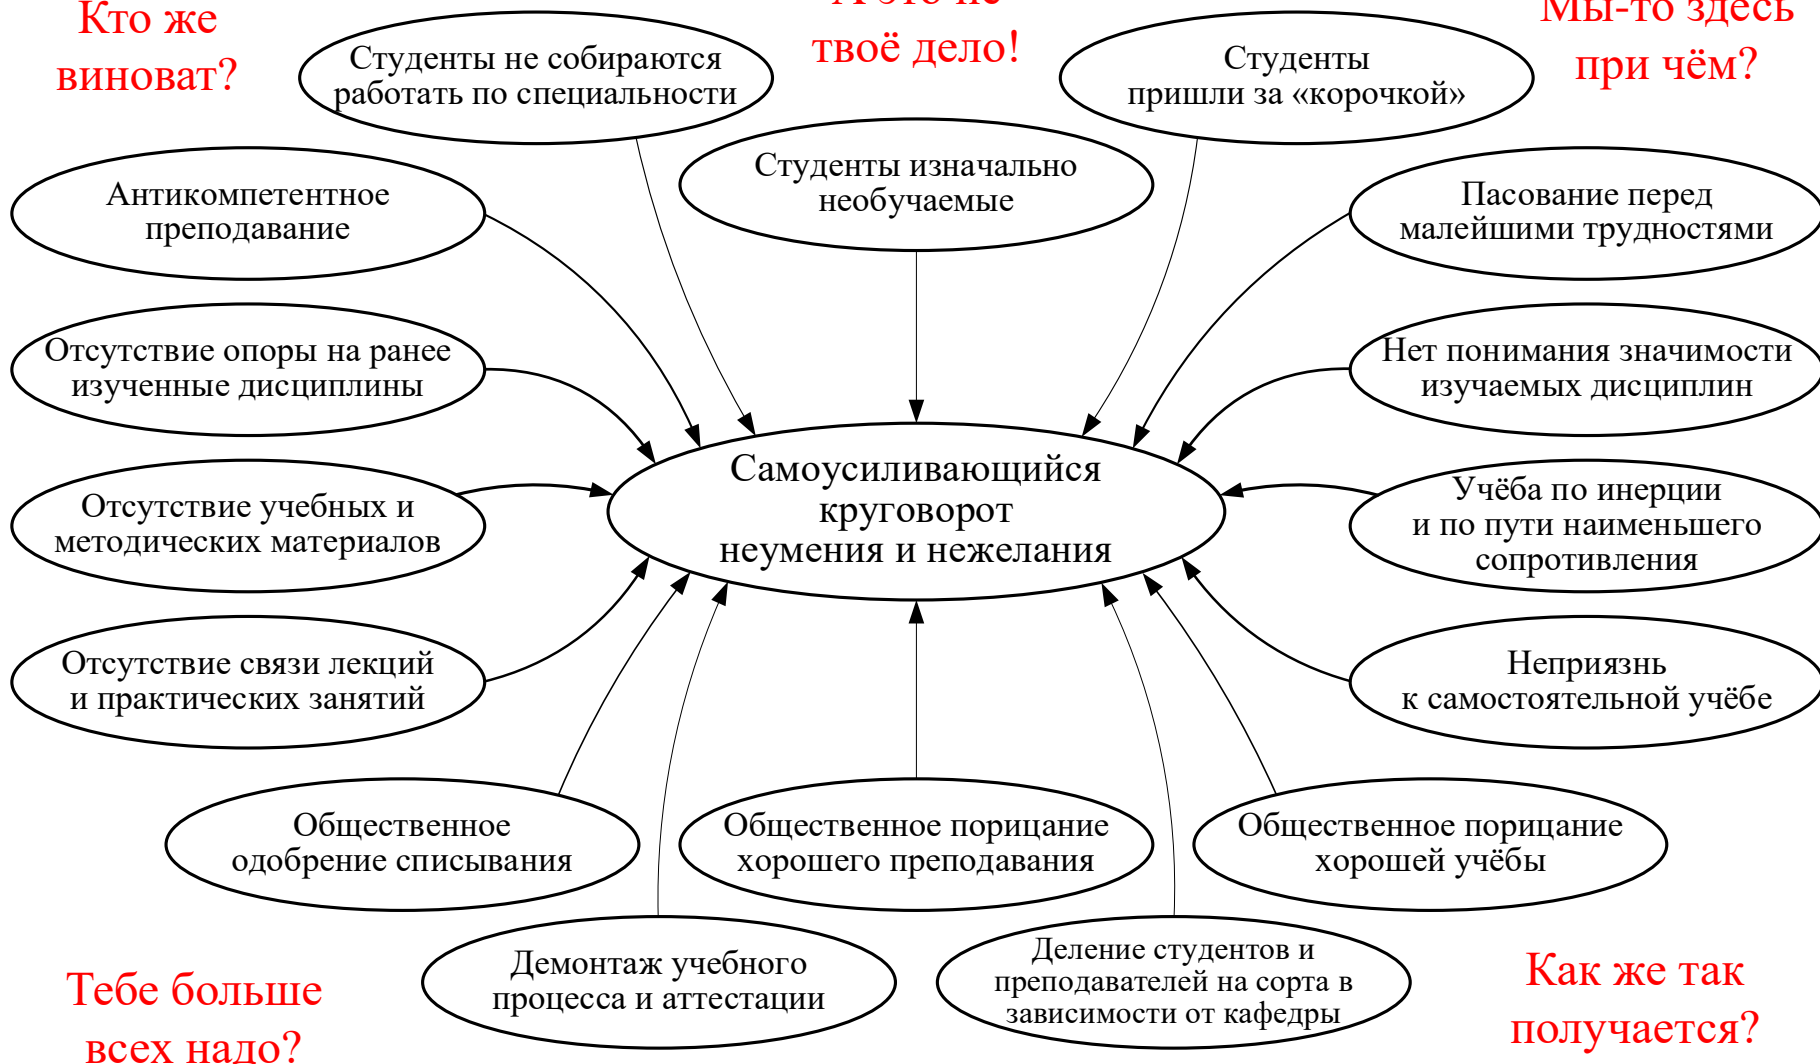 Кто же
виноват?
А это не
твоё дело!
Мы-то здесь
при чём?
Студенты не собираются
работать по специальности
Студенты
пришли за «корочкой»
Студенты изначально
необучаемые
Антикомпетентное
преподавание
Пасование перед
малейшими трудностями
Отсутствие опоры на ранее
изученные дисциплины
Нет понимания значимости
изучаемых дисциплин
Самоусиливающийся
круговорот
неумения и нежелания
Отсутствие учебных и
методических материалов
Учёба по инерции
и по пути наименьшего
сопротивления
Отсутствие связи лекций
и практических занятий
Неприязнь
к самостоятельной учёбе
Общественное
одобрение списывания
Общественное порицание
хорошего преподавания
Общественное порицание
хорошей учёбы
Демонтаж учебного
процесса и аттестации
Деление студентов и
преподавателей на сорта в
зависимости от кафедры
Тебе больше
всех надо?
Как же так
получается?